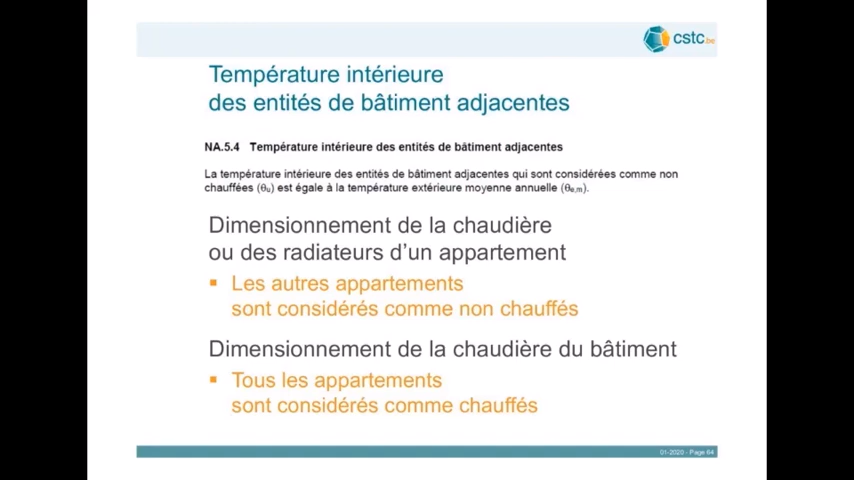 cstc.be
Température intérieure
des entités de bâtiment adjacentes
NA.5.4 Température intérieure des entités de bâtiment adjacentes
La température intérieure des entités de bâtiment adjacentes qui sont considérées comme non
chauffées (θu) est égale à la température extérieure moyenne annuelle (θe,m).
Dimensionnement de la chaudière
ou des radiateurs d’un appartement
▪ Les autres appartements
sont considérés comme non chauffés
Dimensionnement de la chaudière du bâtiment
▪ Tous les appartements
sont considérés comme chauffés
01-2020 - Page 64